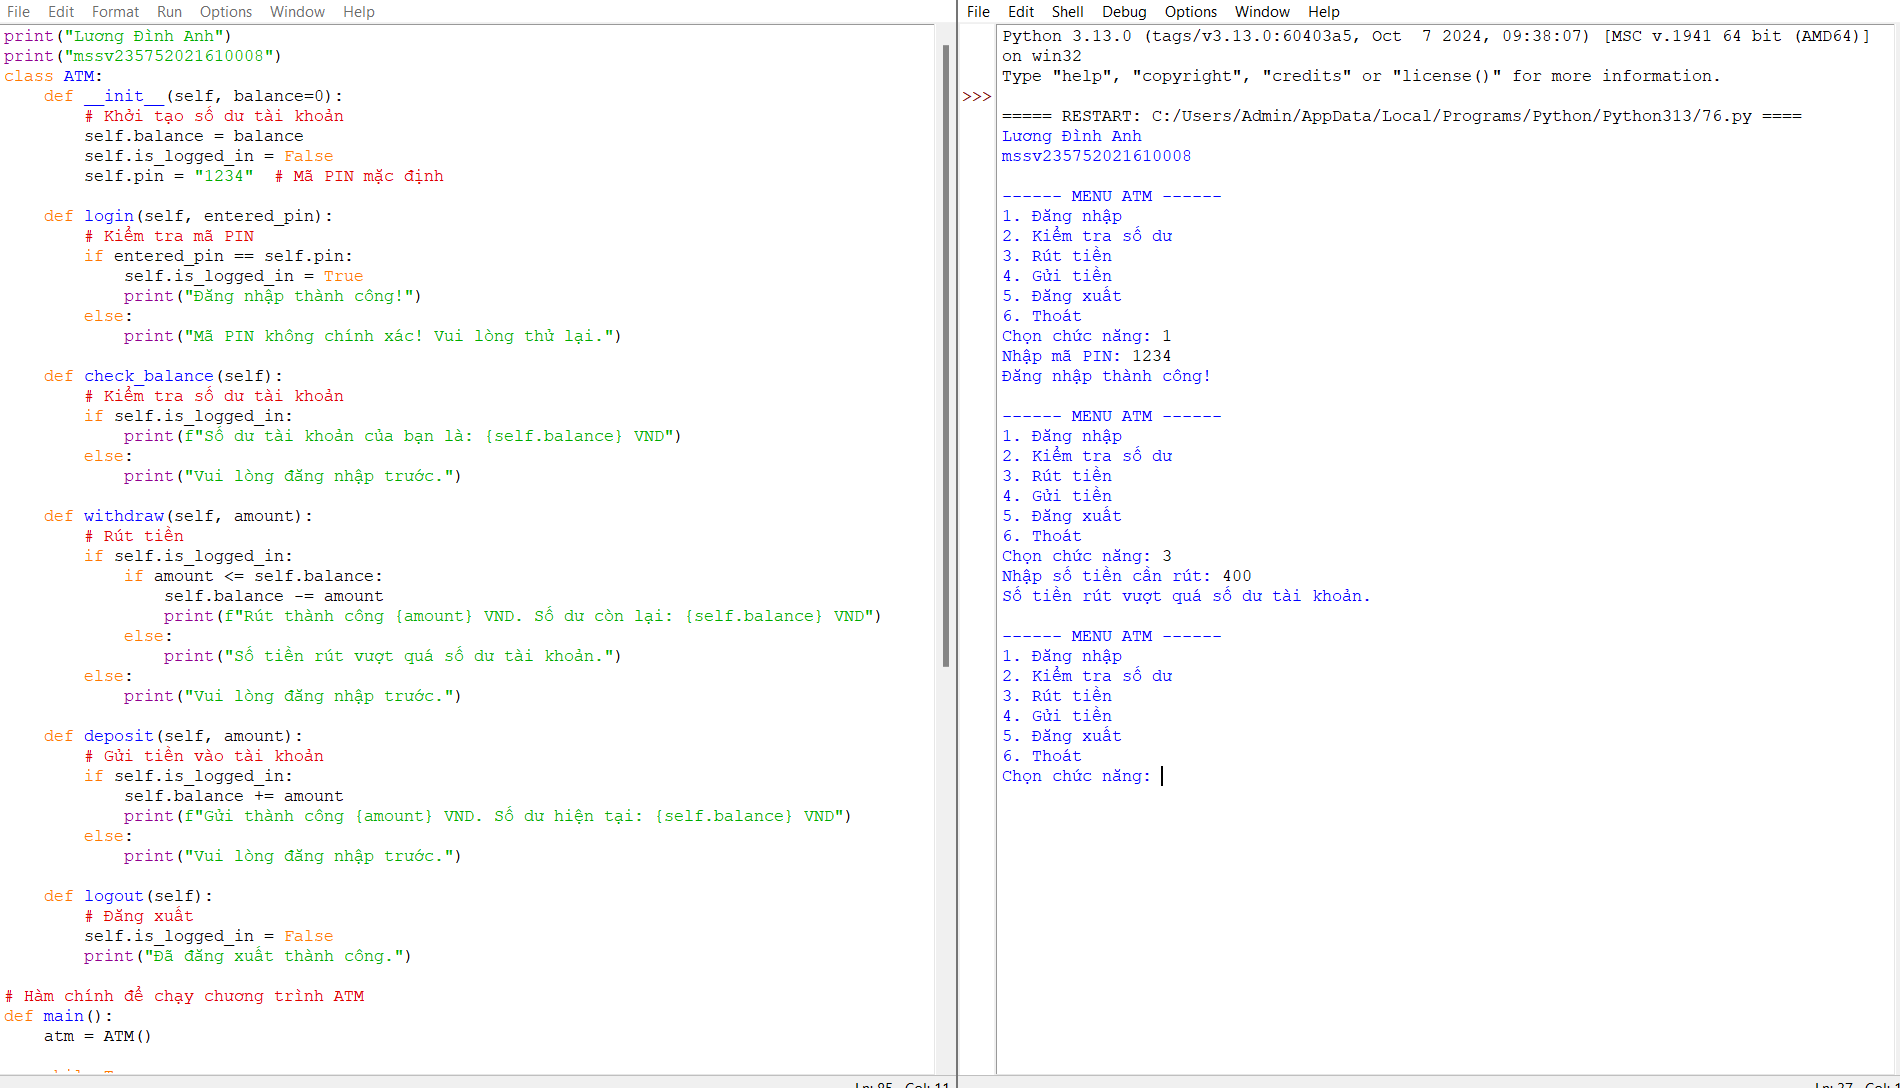 File Edit Format Run Options Window Help
print("Lương Đình Anh")
print("mssv235752021610008")
class ATM:
    def __init__(self, balance=0):
        # Khởi tạo số dư tài khoản
        self.balance = balance
        self.is_logged_in = False
        self.pin = "1234"  # Mã PIN mặc định

    def login(self, entered_pin):
        # Kiểm tra mã PIN
        if entered_pin == self.pin:
            self.is_logged_in = True
            print("Đăng nhập thành công!")
        else:
            print("Mã PIN không chính xác! Vui lòng thử lại.")

    def check_balance(self):
        # Kiểm tra số dư tài khoản
        if self.is_logged_in:
            print(f"Số dư tài khoản của bạn là: {self.balance} VND")
        else:
            print("Vui lòng đăng nhập trước.")

    def withdraw(self, amount):
        # Rút tiền
        if self.is_logged_in:
            if amount <= self.balance:
                self.balance -= amount
                print(f"Rút thành công {amount} VND. Số dư còn lại: {self.balance} VND")
            else:
                print("Số tiền rút vượt quá số dư tài khoản.")
        else:
            print("Vui lòng đăng nhập trước.")

    def deposit(self, amount):
        # Gửi tiền vào tài khoản
        if self.is_logged_in:
            self.balance += amount
            print(f"Gửi thành công {amount} VND. Số dư hiện tại: {self.balance} VND")
        else:
            print("Vui lòng đăng nhập trước.")

    def logout(self):
        # Đăng xuất
        self.is_logged_in = False
        print("Đã đăng xuất thành công.")

# Hàm chính để chạy chương trình ATM
def main():
    atm = ATM()
File Edit Shell Debug Options Window Help
Python 3.13.0 (tags/v3.13.0:60403a5, Oct  7 2024, 09:38:07) [MSC v.1941 64 bit (AMD64)]
on win32
Type "help", "copyright", "credits" or "license()" for more information.
>>>
===== RESTART: C:/Users/Admin/AppData/Local/Programs/Python/Python313/76.py ====
Lương Đình Anh
mssv235752021610008

------ MENU ATM ------
1. Đăng nhập
2. Kiểm tra số dư
3. Rút tiền
4. Gửi tiền
5. Đăng xuất
6. Thoát
Chọn chức năng: 1
Nhập mã PIN: 1234
Đăng nhập thành công!

------ MENU ATM ------
1. Đăng nhập
2. Kiểm tra số dư
3. Rút tiền
4. Gửi tiền
5. Đăng xuất
6. Thoát
Chọn chức năng: 3
Nhập số tiền cần rút: 400
Số tiền rút vượt quá số dư tài khoản.

------ MENU ATM ------
1. Đăng nhập
2. Kiểm tra số dư
3. Rút tiền
4. Gửi tiền
5. Đăng xuất
6. Thoát
Chọn chức năng: